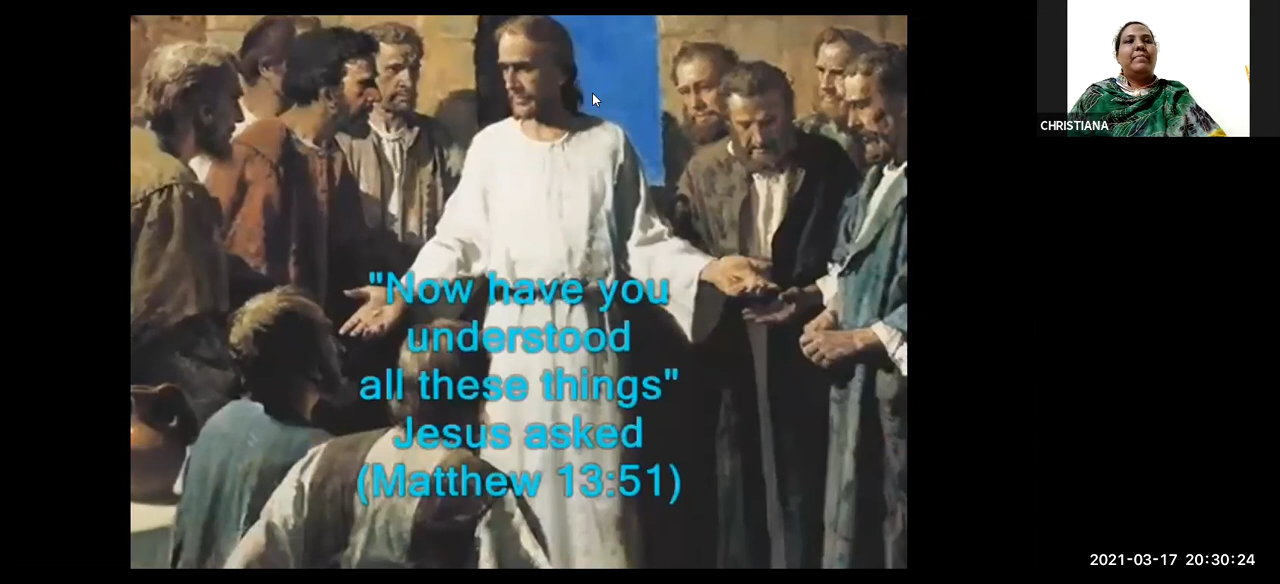 "Now have you
understood
all these things"
Jesus asked
(Matthew 13:51)
CHRISTIANA
2021-03-17 20:30:24